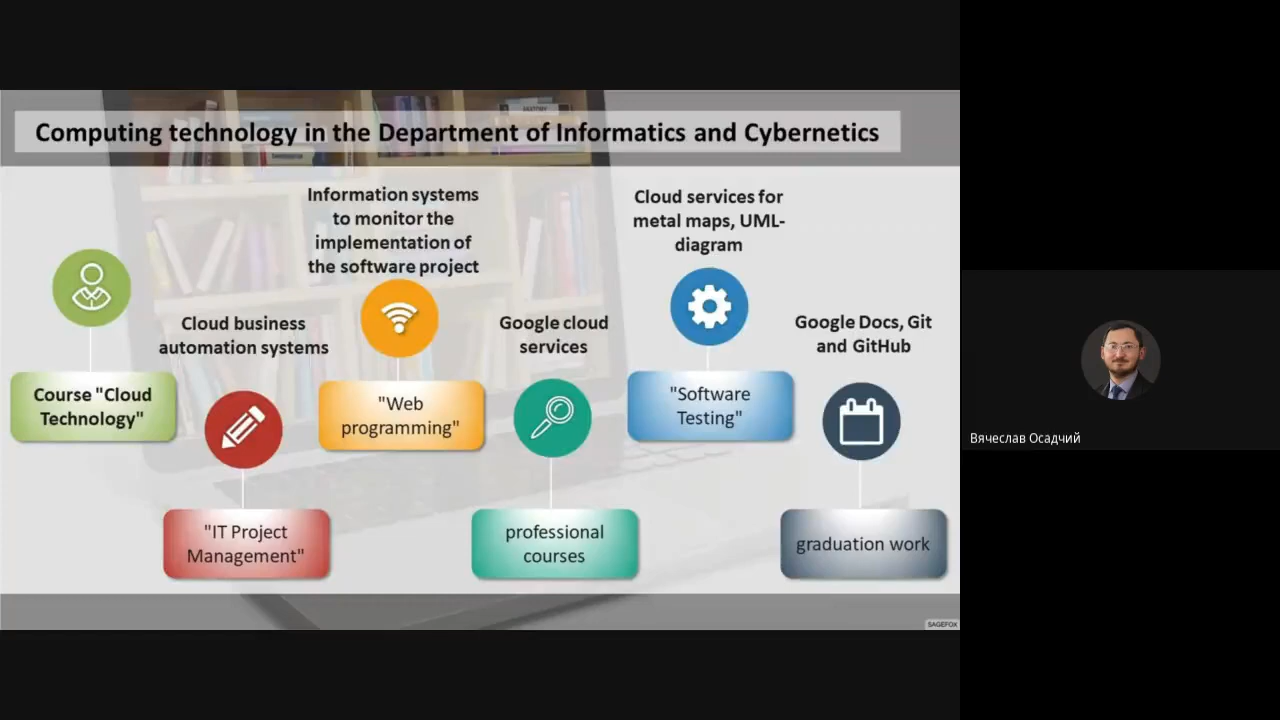 Computing technology in the Department of Informatics and Cybernetics
Course "Cloud
Technology"
Cloud business
automation systems
"IT Project
Management"
Information systems
to monitor the
implementation of
the software project
"Web
programming"
Google cloud
services
professional
courses
Cloud services for
metal maps, UML-
diagram
"Software
Testing"
Google Docs, Git
and GitHub
graduation work
SAGEFOX
Вячеслав Осадчий